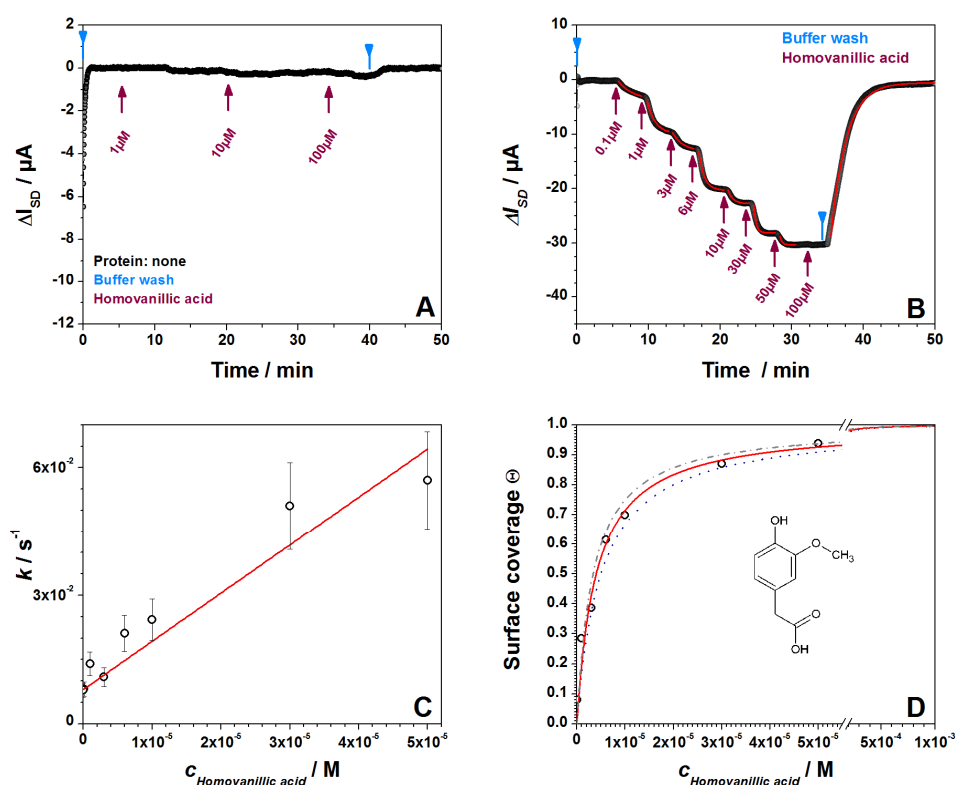 2
0
-2
-4
-6
-8
-10
-12
ΔI_SD / µA
1µM
10µM
100µM
Protein: none
Buffer wash
Homovanillic acid
A
0
10
20
30
40
50
Time / min
10
0
-10
-20
-30
-40
ΔI_SD / µA
Buffer wash
Homovanillic acid
0.1µM
1µM
3µM
6µM
10µM
30µM
50µM
100µM
B
0
10
20
30
40
50
Time / min
6x10⁻²
3x10⁻²
0
k / s⁻¹
C
0
1x10⁻⁵
2x10⁻⁵
3x10⁻⁵
4x10⁻⁵
5x10⁻⁵
c_Homovanillic acid / M
1.0
0.9
0.8
0.7
0.6
0.5
0.4
0.3
0.2
0.1
0.0
Surface coverage Θ
OH
O
CH₃
O
OH
D
0
1x10⁻⁵
3x10⁻⁵
5x10⁻⁵
5x10⁻⁴
1x10⁻³
c_Homovanillic acid / M